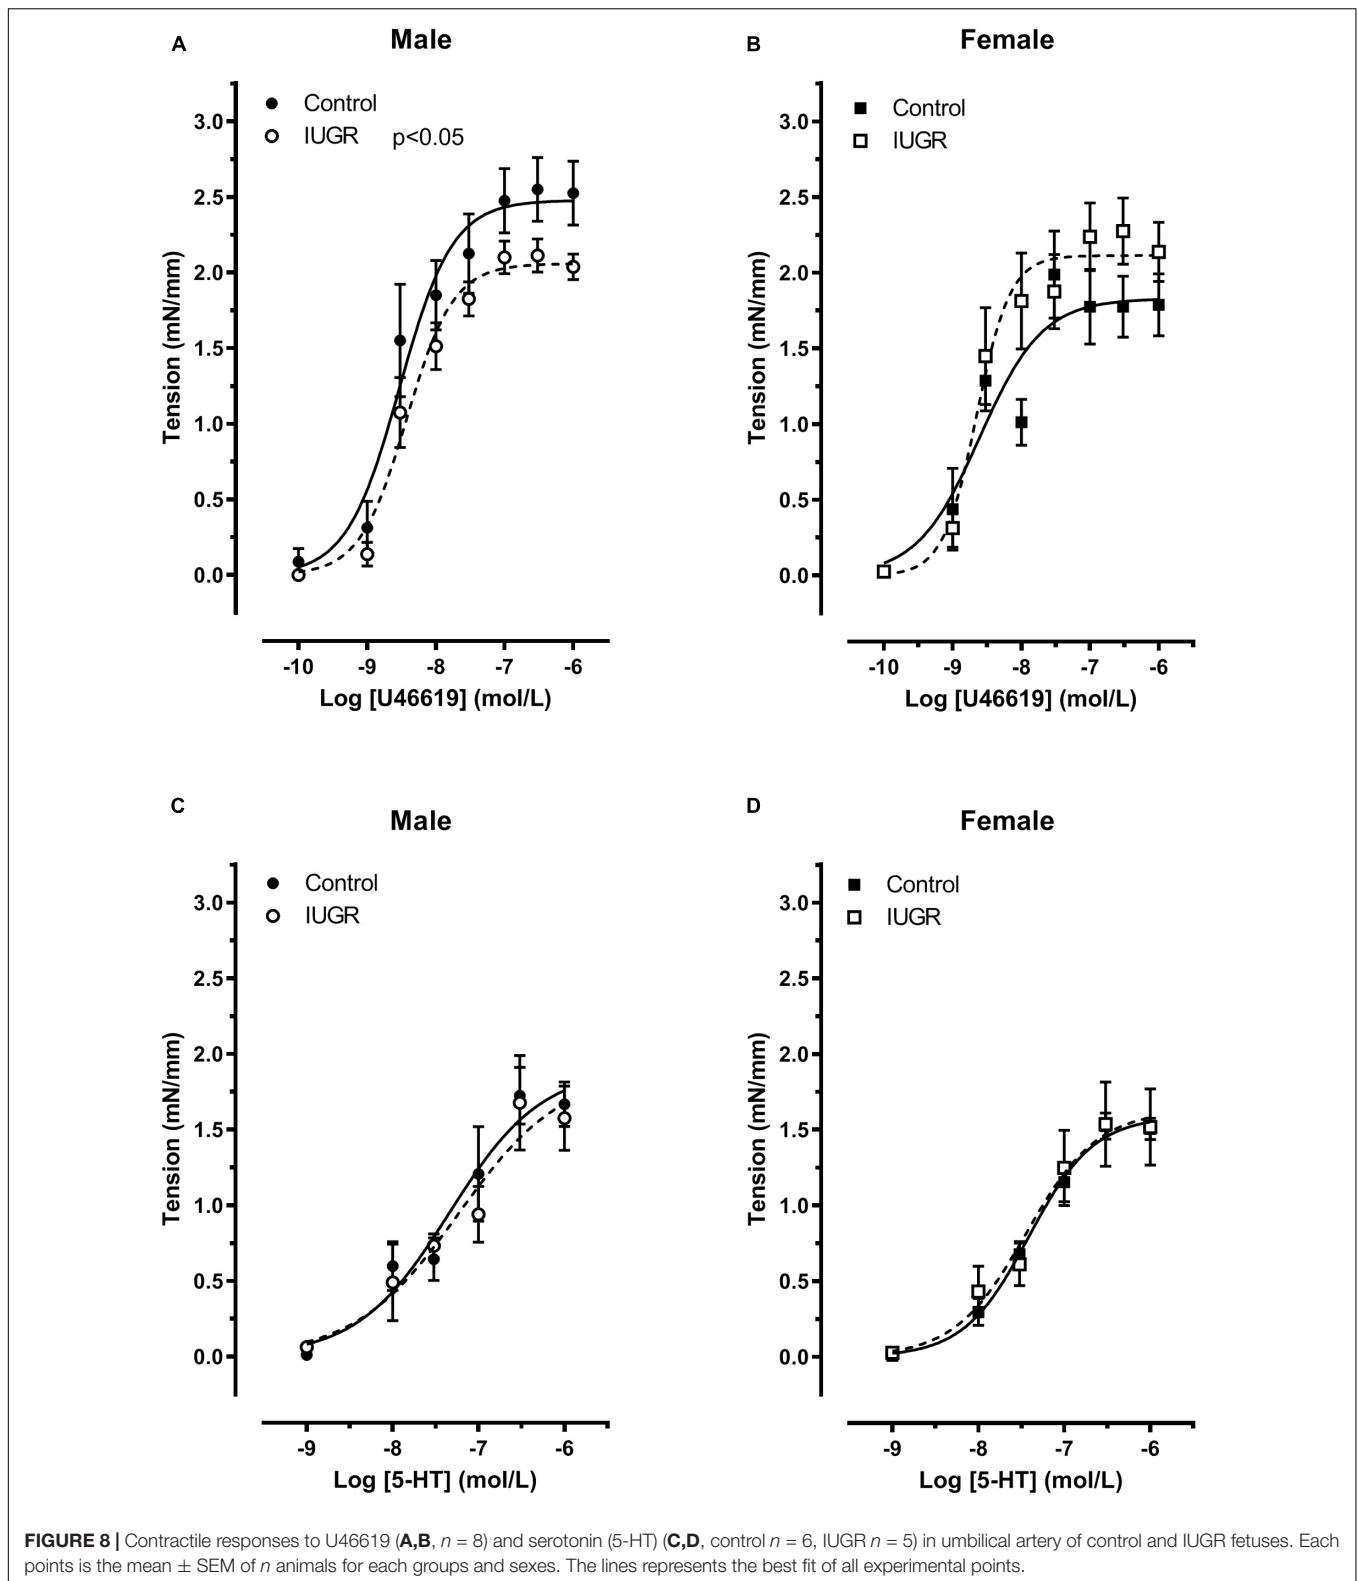 A
Male
Control
IUGR p<0.05
3.0
2.5
2.0
1.5
1.0
0.5
0.0
Tension (mN/mm)
-10 -9 -8 -7 -6
Log [U46619] (mol/L)
B
Female
Control
IUGR
3.0
2.5
2.0
1.5
1.0
0.5
0.0
Tension (mN/mm)
-10 -9 -8 -7 -6
Log [U46619] (mol/L)
C
Male
Control
IUGR
3.0
2.5
2.0
1.5
1.0
0.5
0.0
Tension (mN/mm)
-9 -8 -7 -6
Log [5-HT] (mol/L)
D
Female
Control
IUGR
3.0
2.5
2.0
1.5
1.0
0.5
0.0
Tension (mN/mm)
-9 -8 -7 -6
Log [5-HT] (mol/L)
FIGURE 8 | Contractile responses to U46619 (A,B, n = 8) and serotonin (5-HT) (C,D, control n = 6, IUGR n = 5) in umbilical artery of control and IUGR fetuses. Each
points is the mean ± SEM of n animals for each groups and sexes. The lines represents the best fit of all experimental points.